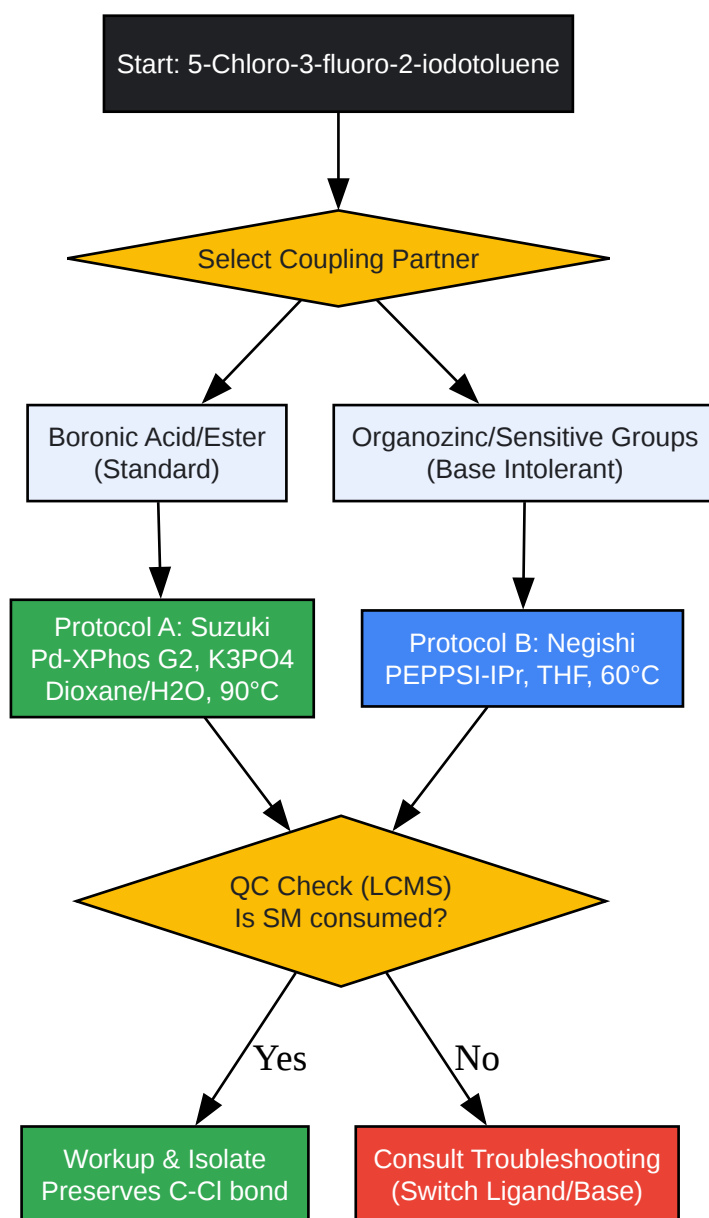 Start: 5-Chloro-3-fluoro-2-iodotoluene
Select Coupling Partner
Boronic Acid/Ester
(Standard)
Organozinc/Sensitive Groups
(Base Intolerant)
Protocol A: Suzuki
Pd-XPhos G2, K3PO4
Dioxane/H2O, 90°C
Protocol B: Negishi
PEPPSI-IPr, THF, 60°C
QC Check (LCMS)
Is SM consumed?
Yes
No
Workup & Isolate
Preserves C-Cl bond
Consult Troubleshooting
(Switch Ligand/Base)